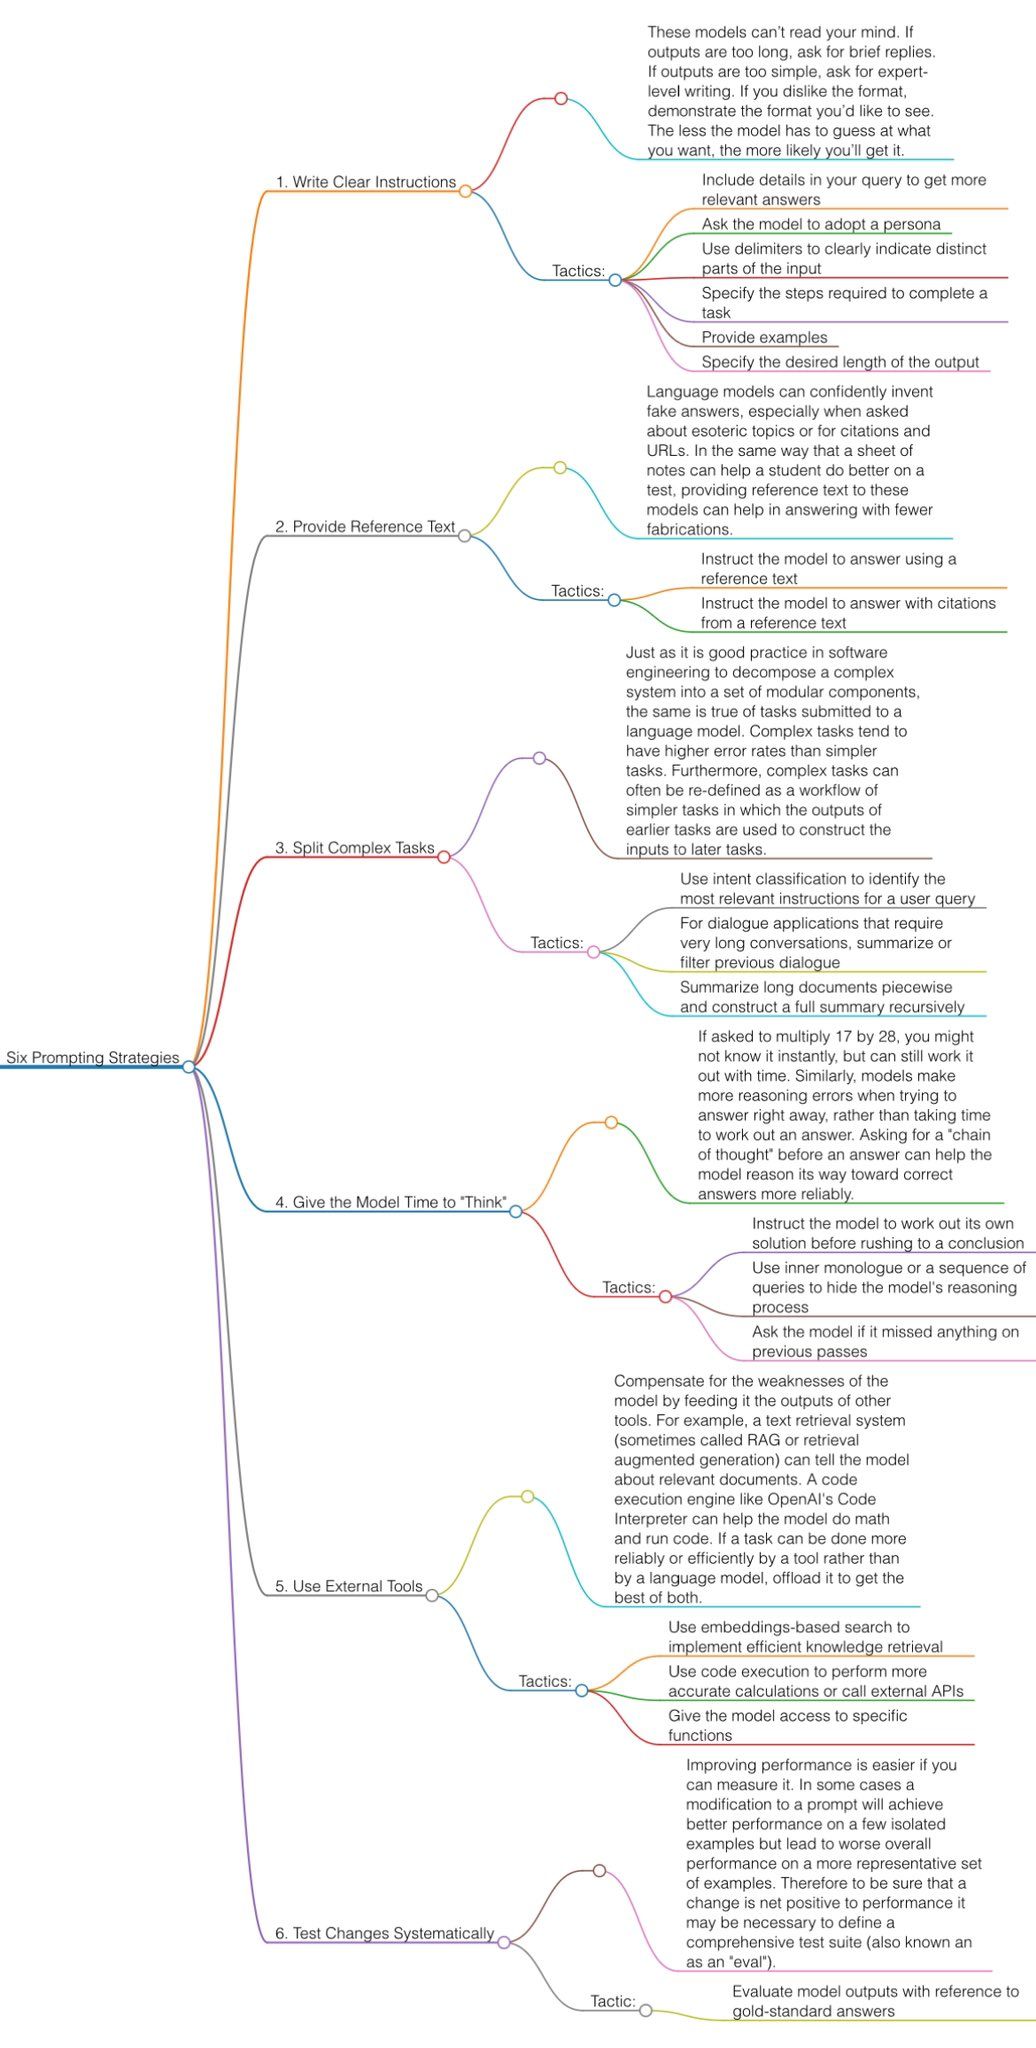 These models can't read your mind. If
outputs are too long, ask for brief replies.
If outputs are too simple, ask for expert-
level writing. If you dislike the format,
demonstrate the format you'd like to see.
The less the model has to guess at what
you want, the more likely you'll get it.
1. Write Clear Instructions
Include details in your query to get more
relevant answers
Ask the model to adopt a persona
Use delimiters to clearly indicate distinct
parts of the input
Tactics:
Specify the steps required to complete a
task
Provide examples
Specify the desired length of the output
Language models can confidently invent
fake answers, especially when asked
about esoteric topics or for citations and
URLs. In the same way that a sheet of
notes can help a student do better on a
test, providing reference text to these
models can help in answering with fewer
fabrications.
2. Provide Reference Text
Instruct the model to answer using a
reference text
Tactics:
Instruct the model to answer with citations
from a reference text
Just as it is good practice in software
engineering to decompose a complex
system into a set of modular components,
the same is true of tasks submitted to a
language model. Complex tasks tend to
have higher error rates than simpler
tasks. Furthermore, complex tasks can
often be re-defined as a workflow of
simpler tasks in which the outputs of
earlier tasks are used to construct the
inputs to later tasks.
3. Split Complex Tasks
Use intent classification to identify the
most relevant instructions for a user query
Tactics:
For dialogue applications that require
very long conversations, summarize or
filter previous dialogue
Summarize long documents piecewise
and construct a full summary recursively
Six Prompting Strategies
If asked to multiply 17 by 28, you might
not know it instantly, but can still work it
out with time. Similarly, models make
more reasoning errors when trying to
answer right away, rather than taking time
to work out an answer. Asking for a "chain
of thought" before an answer can help the
model reason its way toward correct
answers more reliably.
4. Give the Model Time to "Think"
Instruct the model to work out its own
solution before rushing to a conclusion
Tactics:
Use inner monologue or a sequence of
queries to hide the model's reasoning
process
Ask the model if it missed anything on
previous passes
Compensate for the weaknesses of the
model by feeding it the outputs of other
tools. For example, a text retrieval system
(sometimes called RAG or retrieval
augmented generation) can tell the model
about relevant documents. A code
execution engine like OpenAI's Code
Interpreter can help the model do math
and run code. If a task can be done more
reliably or efficiently by a tool rather than
by a language model, offload it to get the
best of both.
5. Use External Tools
Use embeddings-based search to
implement efficient knowledge retrieval
Tactics:
Use code execution to perform more
accurate calculations or call external APIs
Give the model access to specific
functions
Improving performance is easier if you
can measure it. In some cases a
modification to a prompt will achieve
better performance on a few isolated
examples but lead to worse overall
performance on a more representative set
of examples. Therefore to be sure that a
change is net positive to performance it
may be necessary to define a
comprehensive test suite (also known an
as an "eval").
6. Test Changes Systematically
Tactic:
Evaluate model outputs with reference to
gold-standard answers